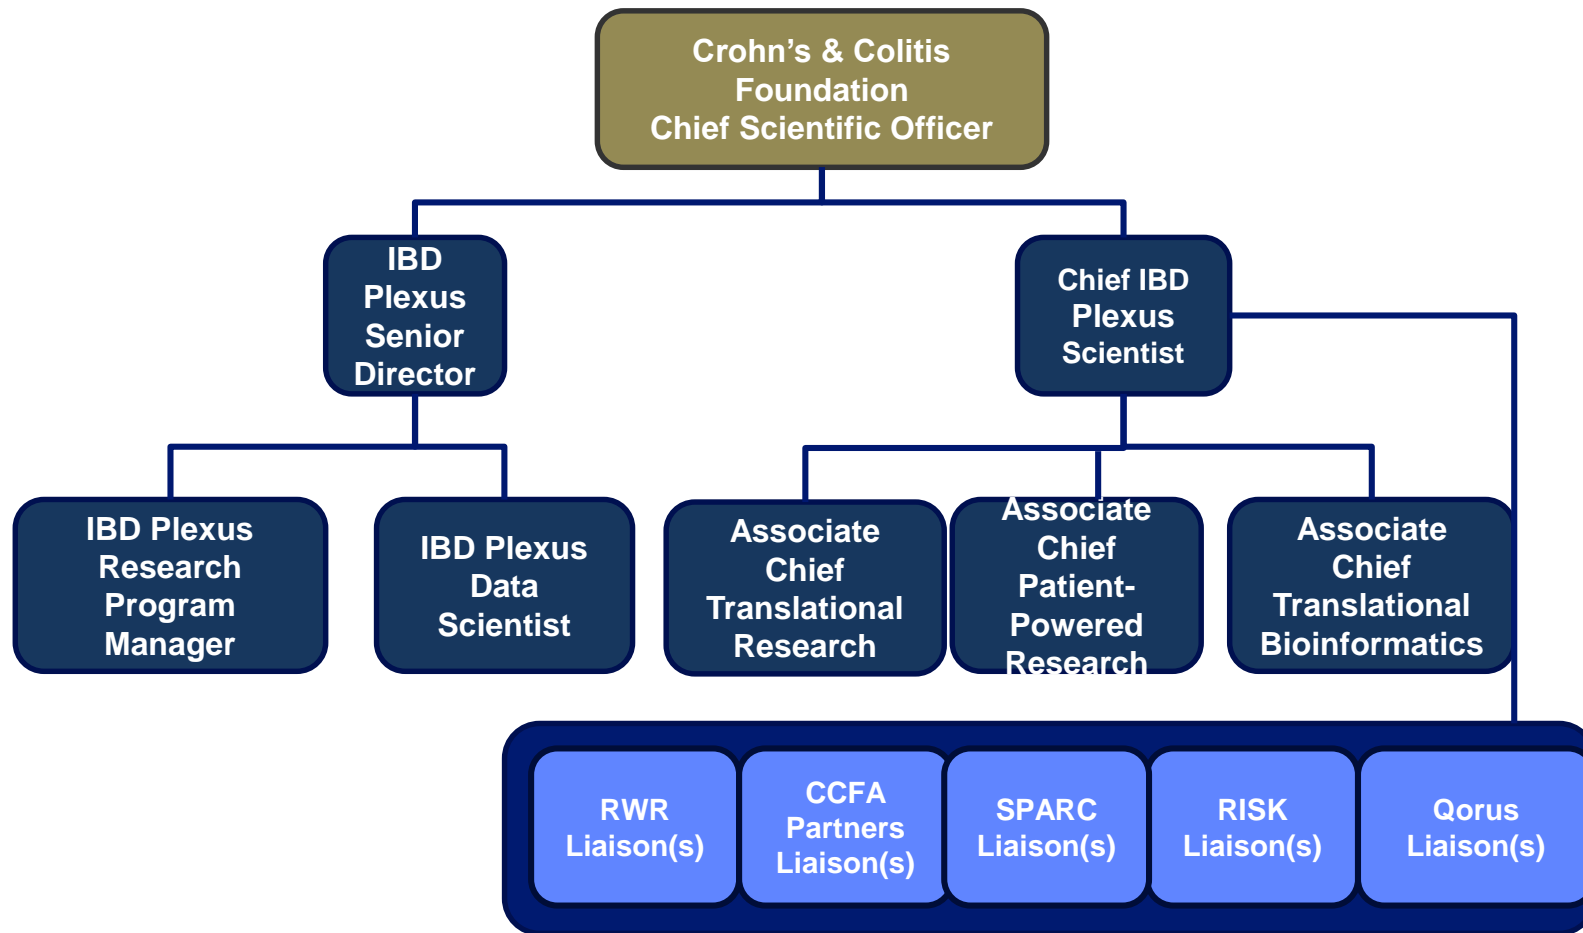 Crohn’s & Colitis
Foundation
Chief Scientific Officer
IBD
Plexus
Senior
Director
Chief IBD
Plexus
Scientist
IBD Plexus
Research
Program
Manager
IBD Plexus
Data
Scientist
Associate
Chief
Translational
Research
Associate
Chief
Patient-
Powered
Research
Associate
Chief
Translational
Bioinformatics
RWR
Liaison(s)
CCFA
Partners
Liaison(s)
SPARC
Liaison(s)
RISK
Liaison(s)
Qorus
Liaison(s)